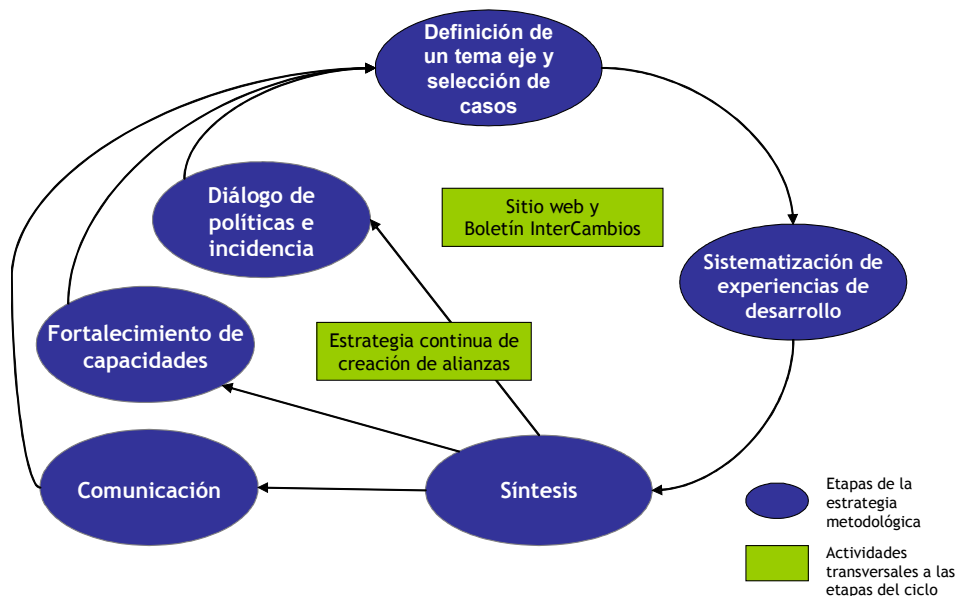 Definición de
un tema eje y
selección de
casos
Diálogo de
políticas e
incidencia
Sitio web y
Boletín InterCambios
Sistematización de
experiencias de
desarrollo
Fortalecimiento de
capacidades
Estrategia continua de
creación de alianzas
Comunicación
Síntesis
Etapas de la
estrategia
metodológica
Actividades
transversales a las
etapas del ciclo